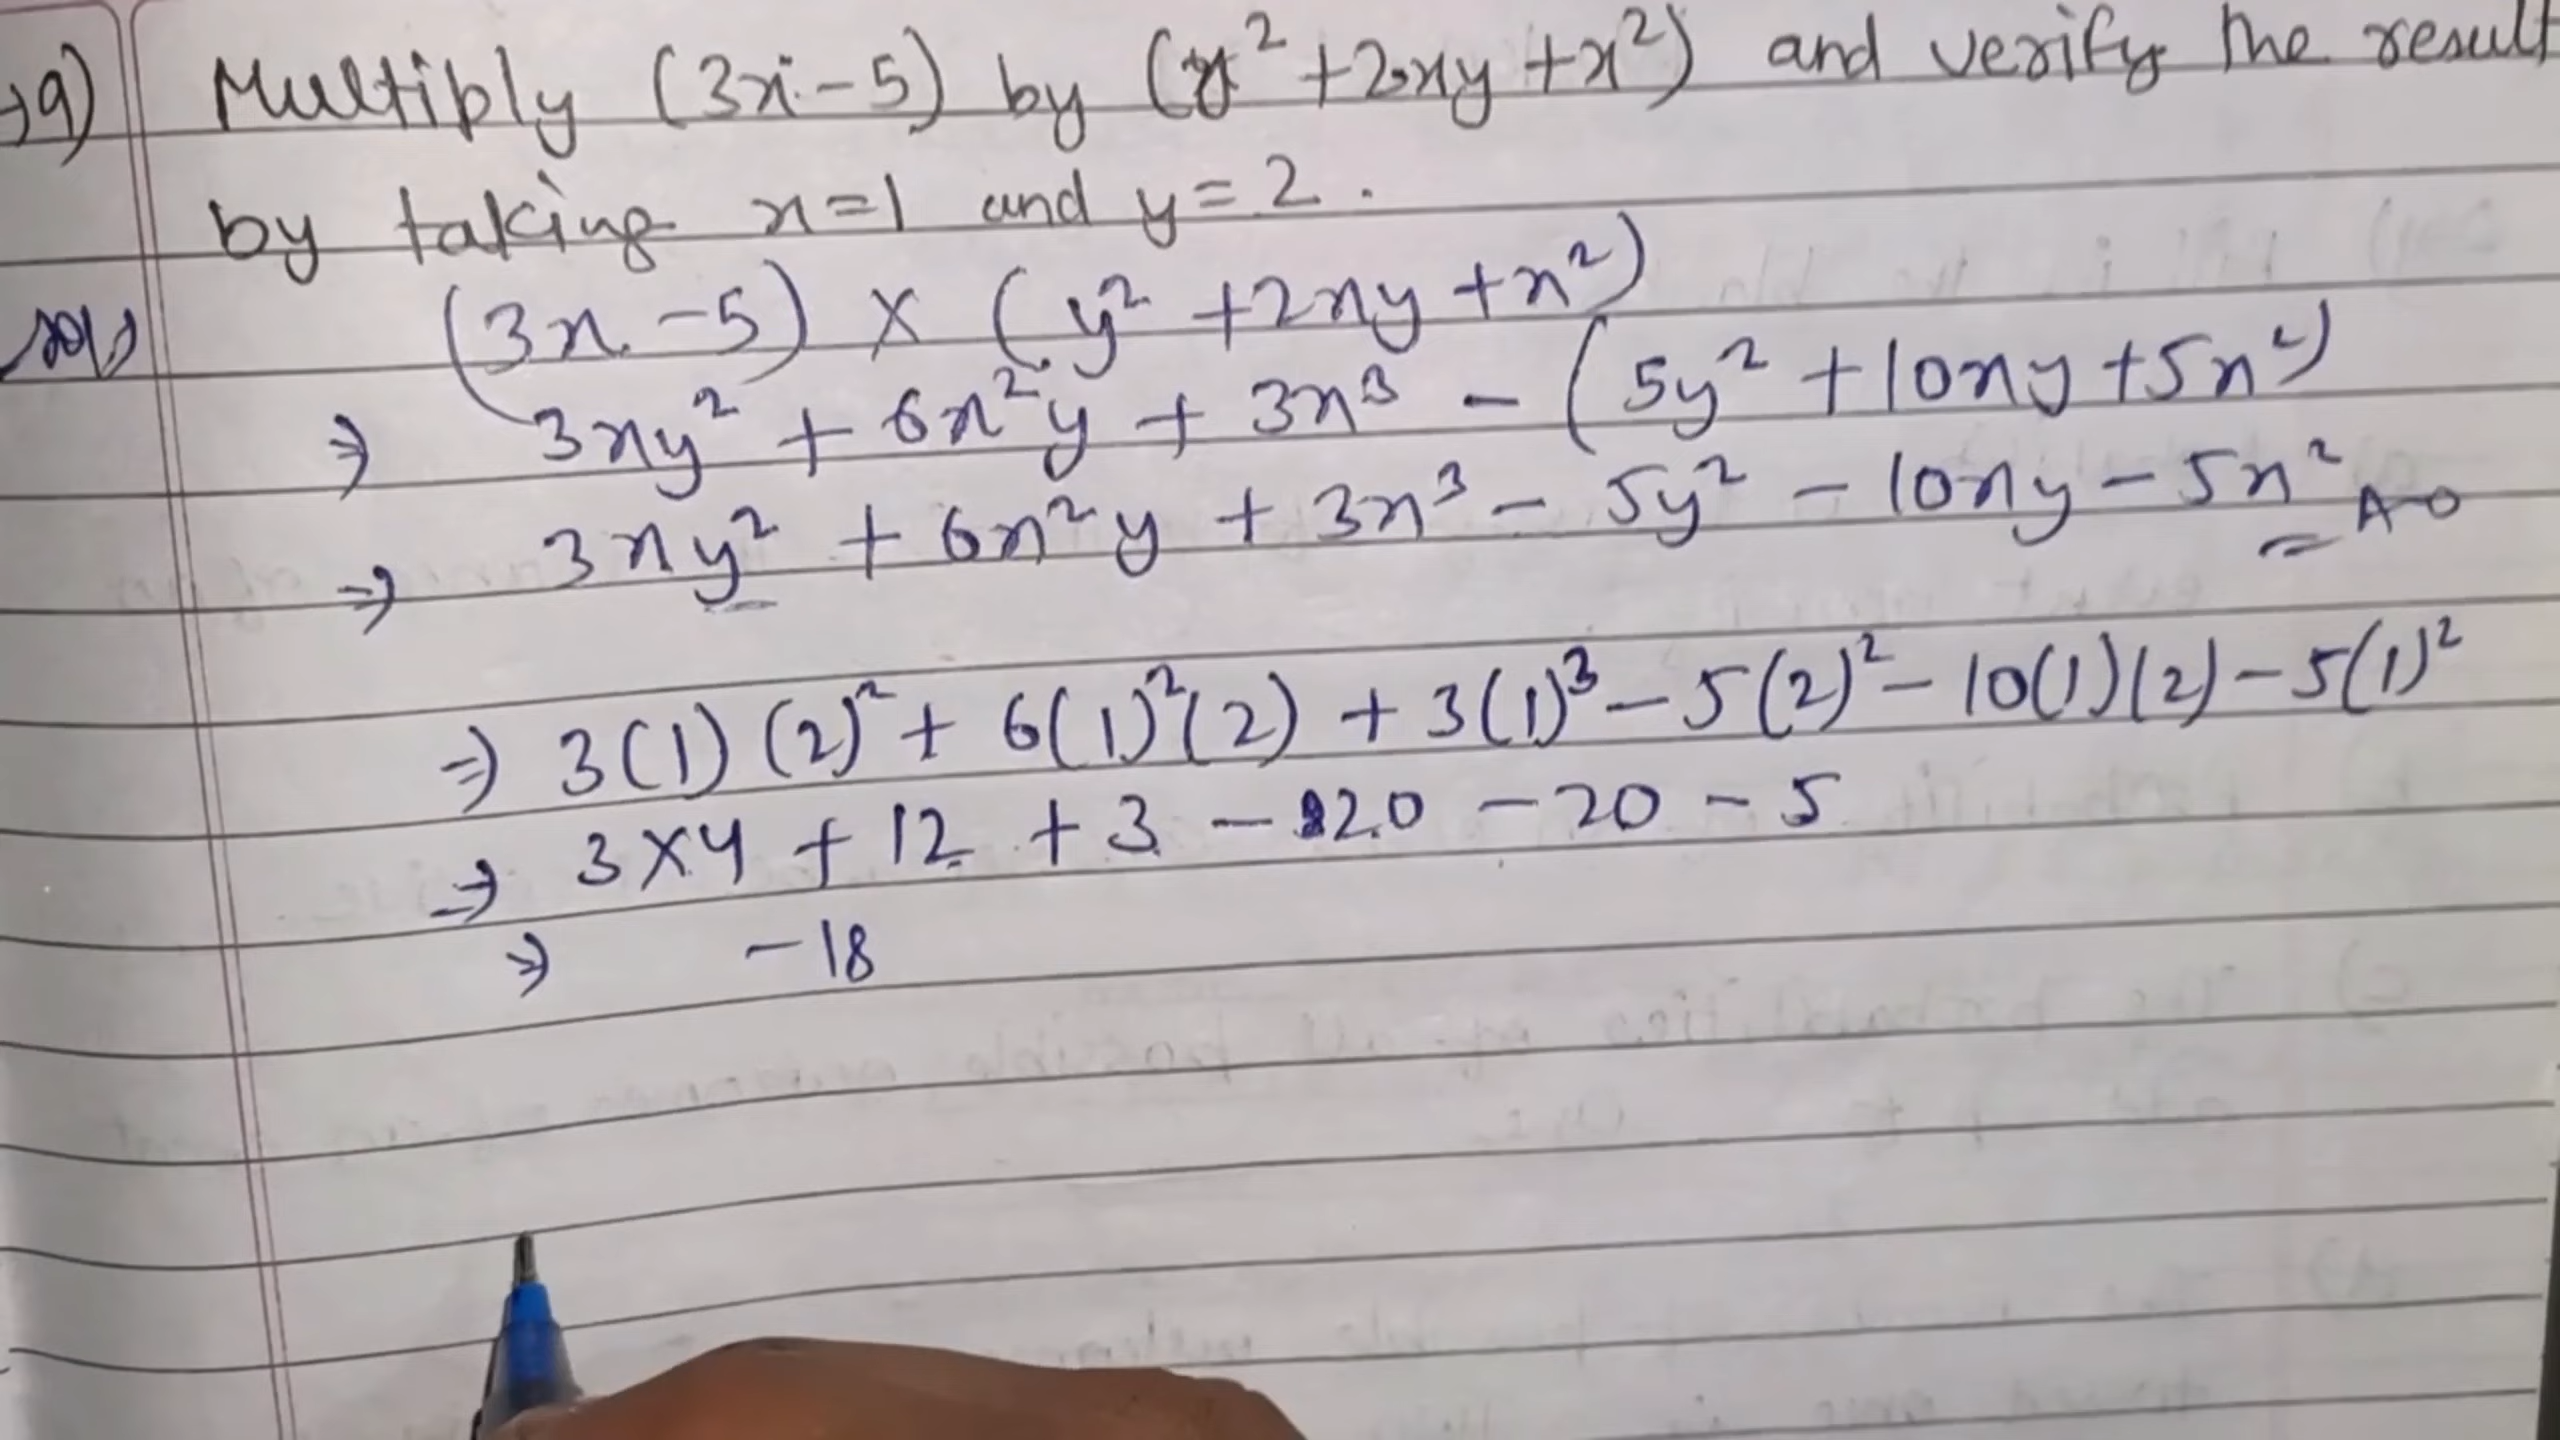 9) Multiply (3x-5) by (y² + 2xy + x²) and verify the result
by taking x=1 and y=2.
Sol) (3x-5) × (y² + 2xy + x²)
⇒ 3xy² + 6x²y + 3x³ - (5y² + 10xy + 5x²)
⇒ 3xy² + 6x²y + 3x³ - 5y² - 10xy - 5x²
⇒ 3(1)(2)² + 6(1)²(2) + 3(1)³ - 5(2)² - 10(1)(2) - 5(1)²
⇒ 3×4 + 12 + 3 - 20 - 20 - 5
⇒ -18